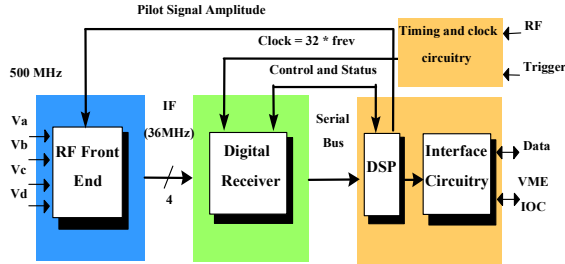 Pilot Signal Amplitude
Clock = 32 * frev
Timing and clock
circuitry
RF
Trigger
Control and Status
500 MHz
IF
(36MHz)
Serial
Bus
Va
Vb
Vc
Vd
RF Front
End
4
Digital
Receiver
DSP
Interface
Circuitry
Data
VME
IOC